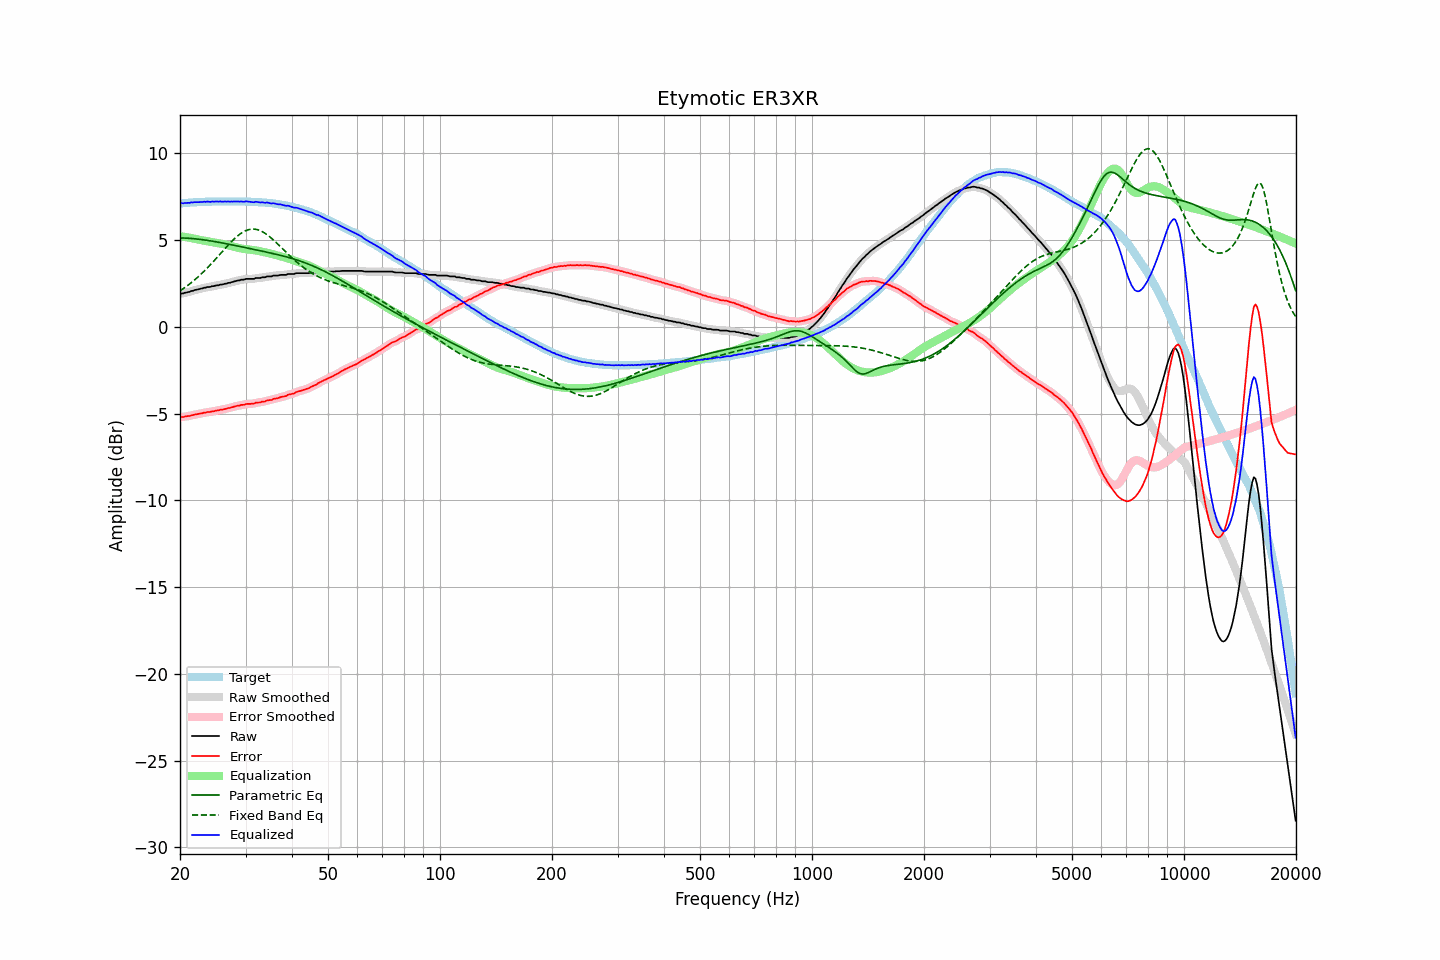 Etymotic ER3XR
Amplitude (dBr)
10
5
0
−5
−10
−15
−20
−25
−30
Target
Raw Smoothed
Error Smoothed
Raw
Error
Equalization
Parametric Eq
Fixed Band Eq
Equalized
20 50 100 200 500 1000 2000 5000 10000 20000
Frequency (Hz)